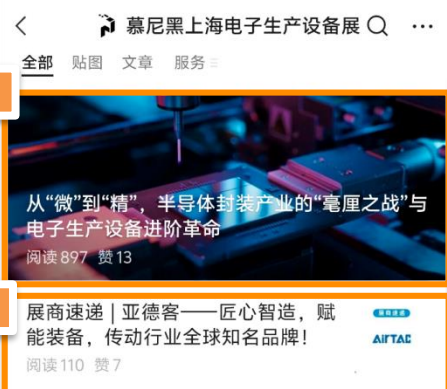 慕尼黑上海电子生产设备展
全部 贴图 文章 服务
从“微”到“精”，半导体封装产业的“毫厘之战”与
电子生产设备进阶革命
阅读 897 赞 13
展商速递 | 亚德客——匠心智造，赋
能装备，传动行业全球知名品牌！
展商速递
AIRTAC
阅读 110 赞 7